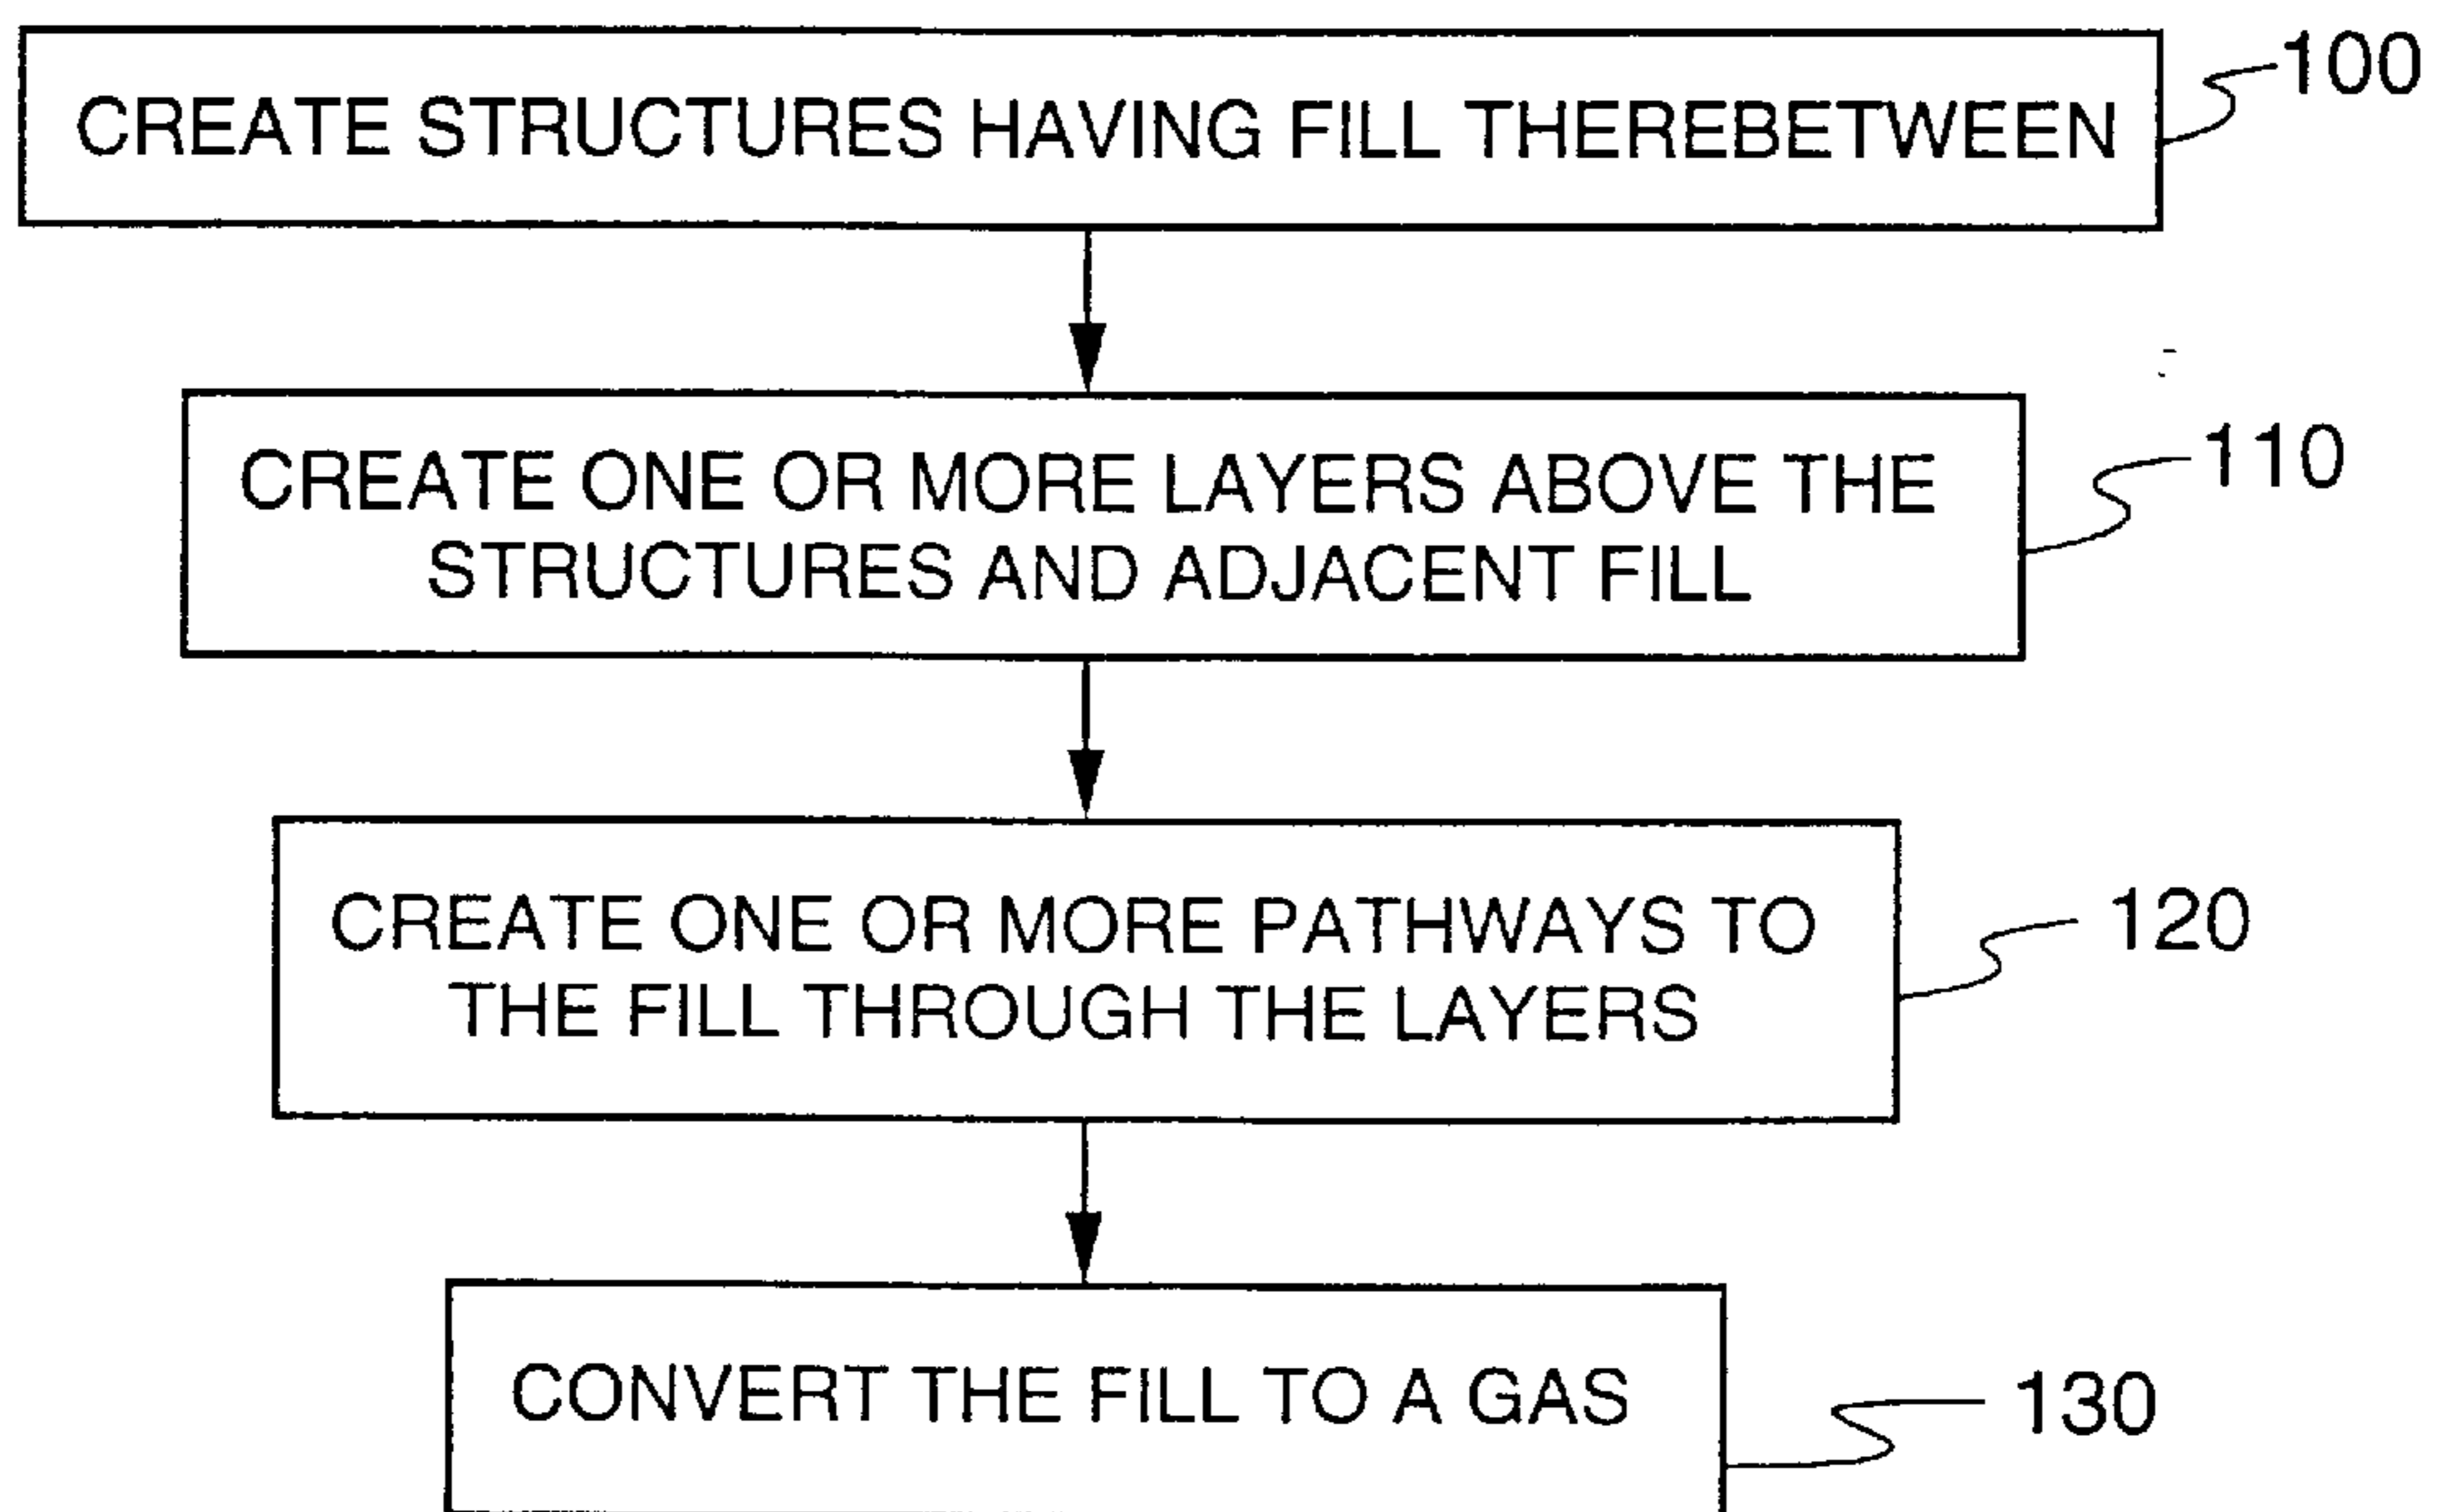 CREATE STRUCTURES HAVING FILL THEREBETWEEN
100
CREATE ONE OR MORE LAYERS ABOVE THE
STRUCTURES AND ADJACENT FILL
110
CREATE ONE OR MORE PATHWAYS TO
THE FILL THROUGH THE LAYERS
120
CONVERT THE FILL TO A GAS
130